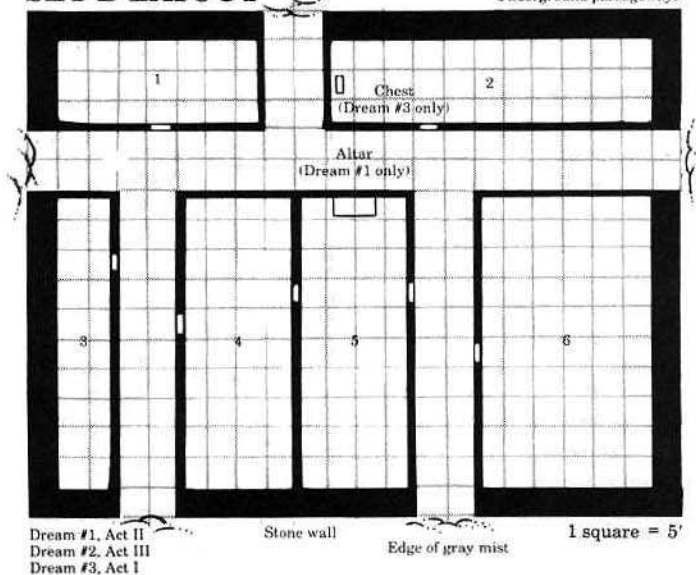 1
2
Chest
(Dream #3 only)
Altar
(Dream #1 only)
3
4
5
6
Dream #1, Act II
Dream #2, Act III
Dream #3, Act I
Stone wall
Edge of gray mist
1 square = 5'